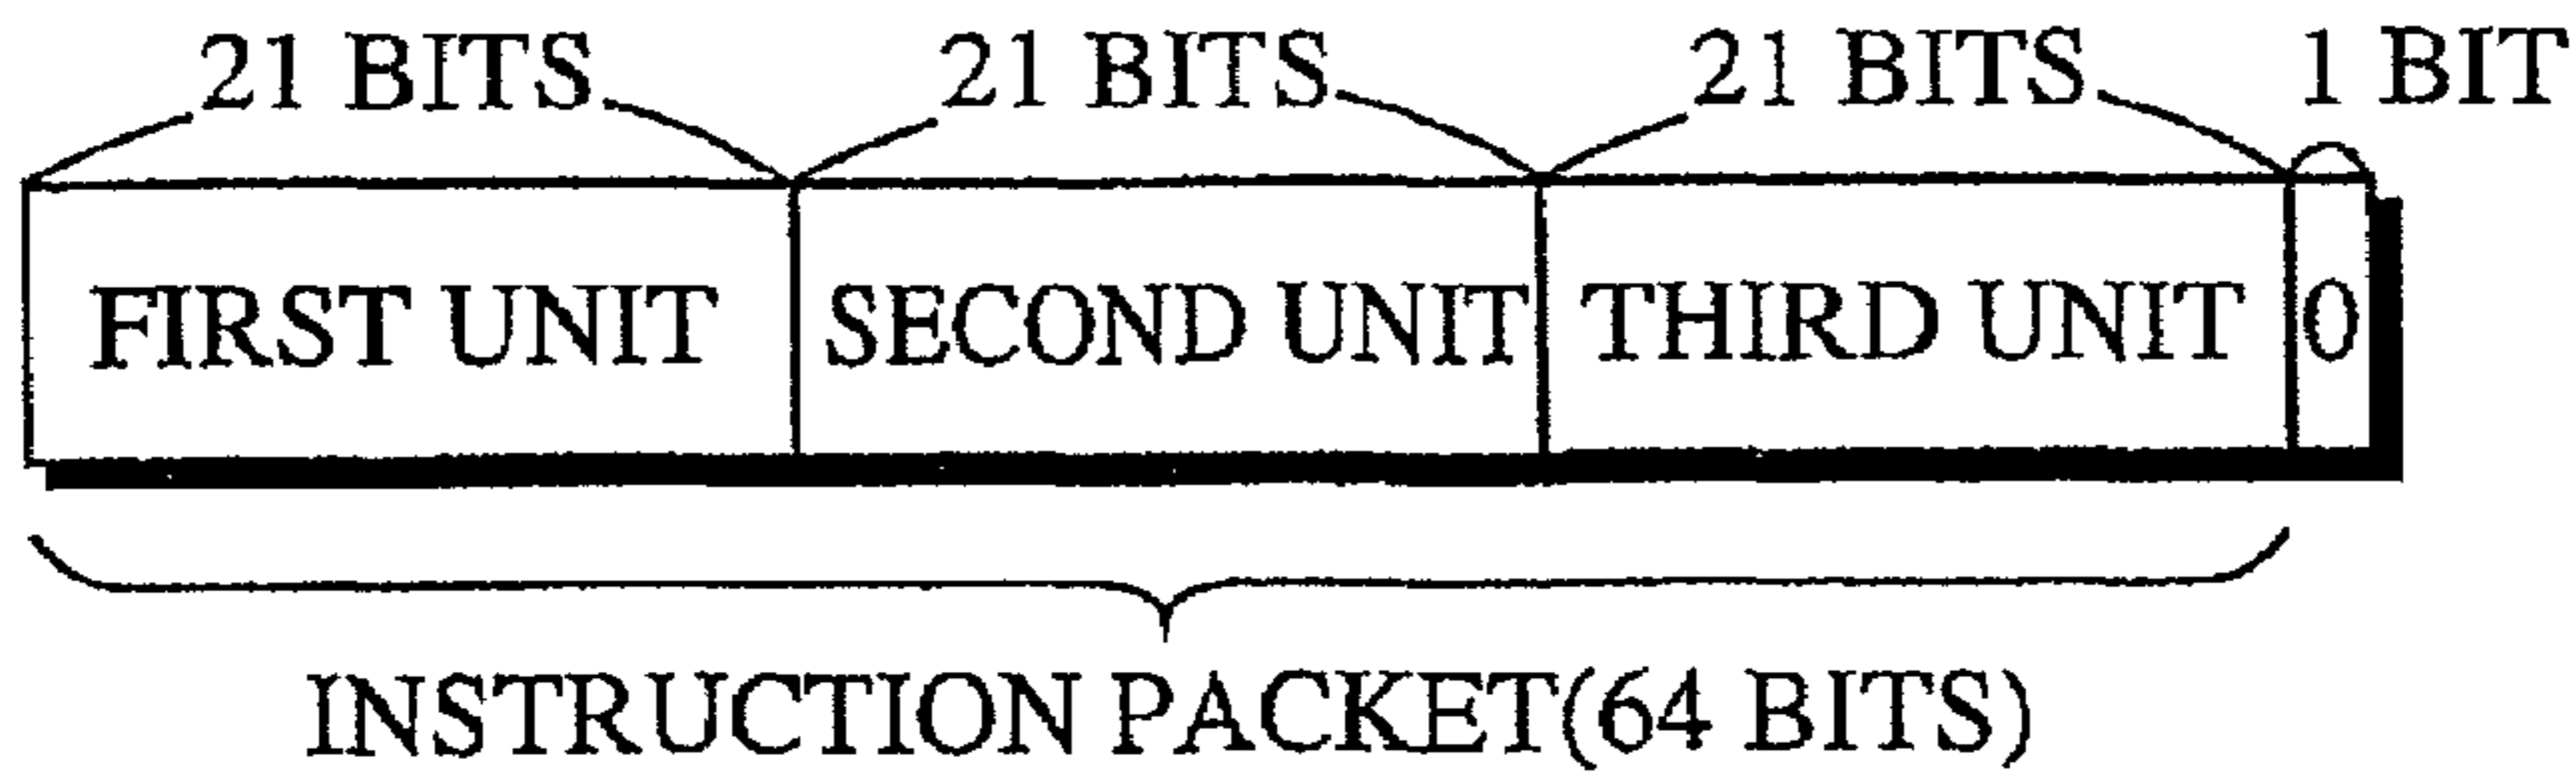 21 BITS 21 BITS 21 BITS 1 BIT
FIRST UNIT SECOND UNIT THIRD UNIT 0
INSTRUCTION PACKET(64 BITS)